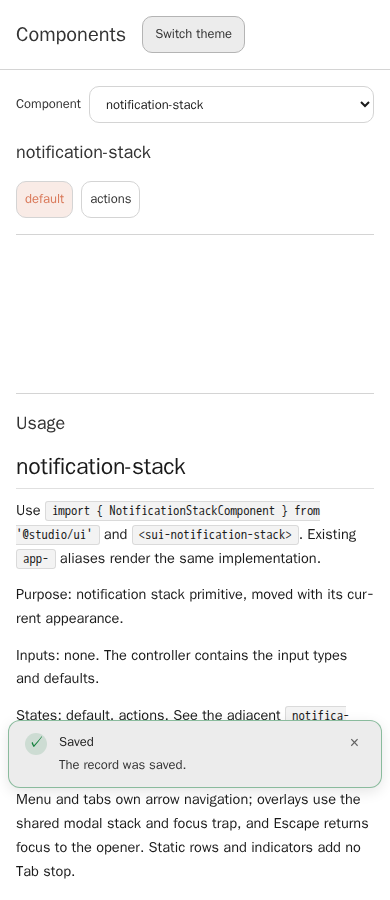 Components
Switch theme
Component
notification-stack
notification-stack
default
actions
Usage
notification-stack
Use import { NotificationStackComponent } from
'@studio/ui' and <sui-notification-stack>. Existing
app- aliases render the same implementation.
Purpose: notification stack primitive, moved with its cur-
rent appearance.
Inputs: none. The controller contains the input types
and defaults.
States: default, actions. See the adjacent notifica-
✓ Saved ×
The record was saved.
Menu and tabs own arrow navigation; overlays use the
shared modal stack and focus trap, and Escape returns
focus to the opener. Static rows and indicators add no
Tab stop.